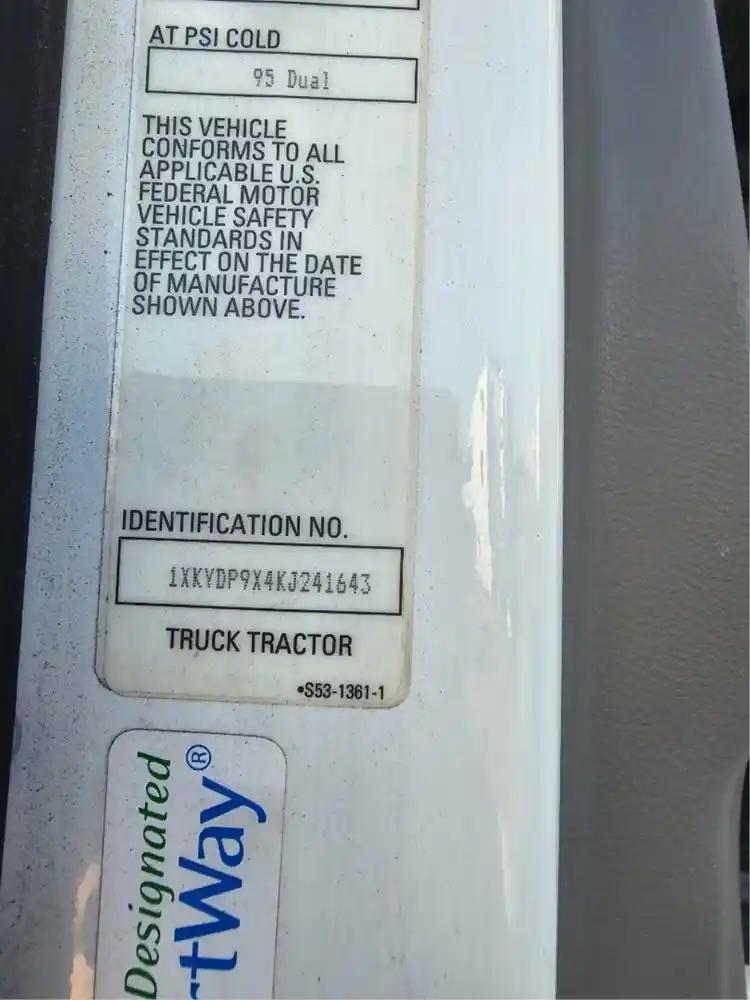 AT PSI COLD
95 Dual
THIS VEHICLE
CONFORMS TO ALL
APPLICABLE U.S.
FEDERAL MOTOR
VEHICLE SAFETY
STANDARDS IN
EFFECT ON THE DATE
OF MANUFACTURE
SHOWN ABOVE.
IDENTIFICATION NO.
1XKYDP9X4KJ241643
TRUCK TRACTOR
•S53-1361-1
Designated
rtWay®